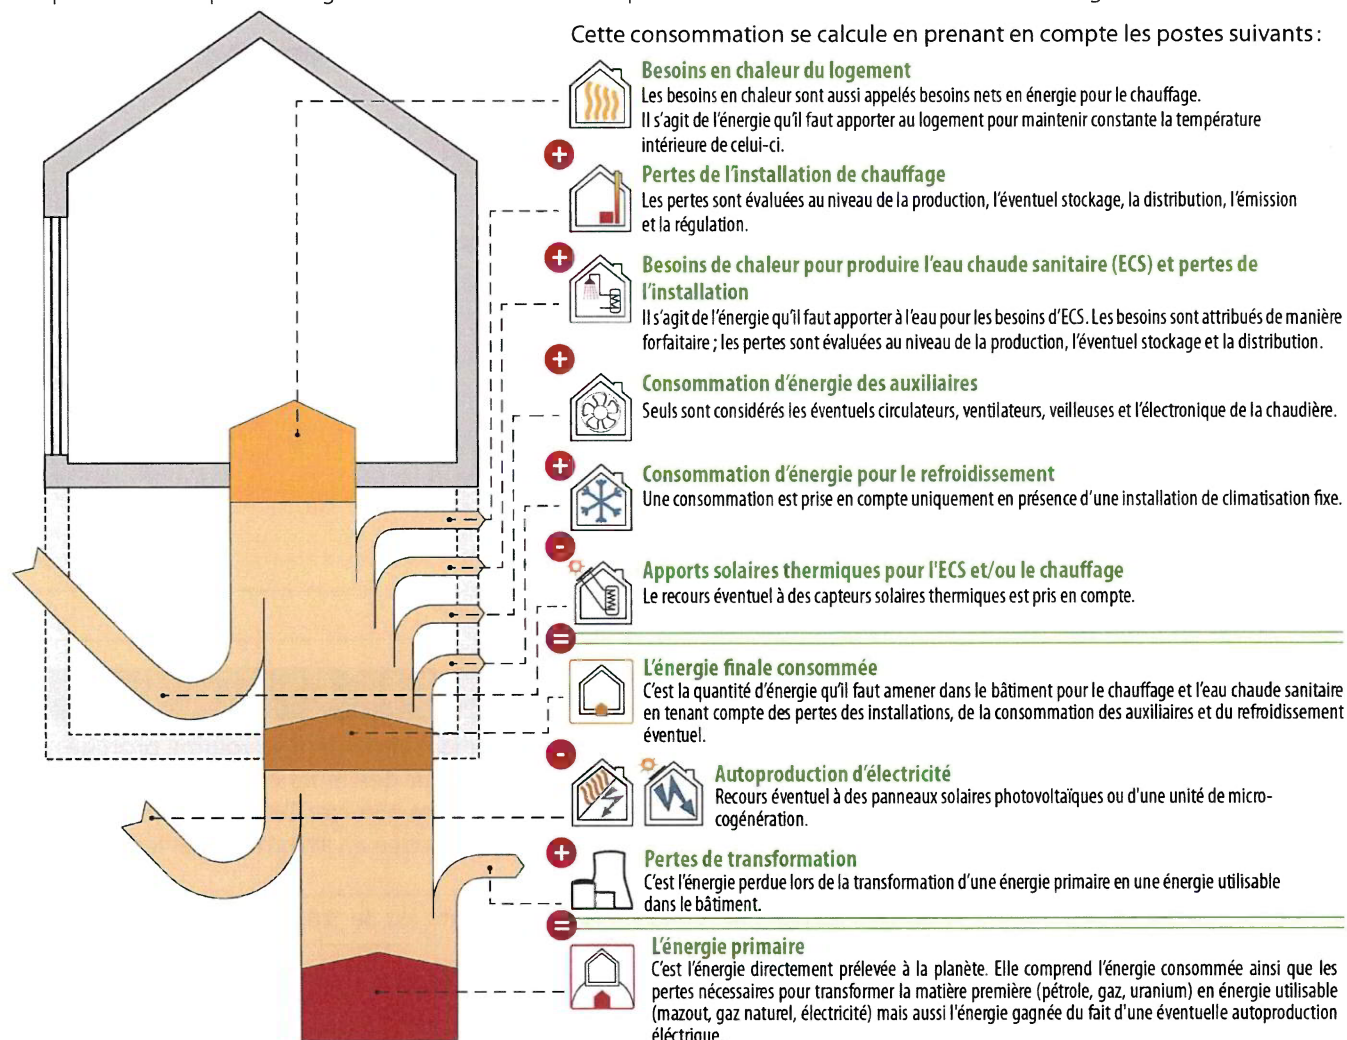 Cette consommation se calcule en prenant en compte les postes suivants :
Besoins en chaleur du logement
Les besoins en chaleur sont aussi appelés besoins nets en énergie pour le chauffage.
Il s'agit de l'énergie qu'il faut apporter au logement pour maintenir constante la température
intérieure de celui-ci.
+
Pertes de l'installation de chauffage
Les pertes sont évaluées au niveau de la production, l'éventuel stockage, la distribution, l'émission
et la régulation.
+
Besoins de chaleur pour produire l'eau chaude sanitaire (ECS) et pertes de
l'installation
Il s'agit de l'énergie qu'il faut apporter à l'eau pour les besoins d'ECS. Les besoins sont attribués de manière
forfaitaire ; les pertes sont évaluées au niveau de la production, l'éventuel stockage et la distribution.
+
Consommation d'énergie des auxiliaires
Seuls sont considérés les éventuels circulateurs, ventilateurs, veilleuses et l'électronique de la chaudière.
+
Consommation d'énergie pour le refroidissement
Une consommation est prise en compte uniquement en présence d'une installation de climatisation fixe.
-
Apports solaires thermiques pour l'ECS et/ou le chauffage
Le recours éventuel à des capteurs solaires thermiques est pris en compte.
=
L'énergie finale consommée
C'est la quantité d'énergie qu'il faut amener dans le bâtiment pour le chauffage et l'eau chaude sanitaire
en tenant compte des pertes des installations, de la consommation des auxiliaires et du refroidissement
éventuel.
-
Autoproduction d'électricité
Recours éventuel à des panneaux solaires photovoltaïques ou d'une unité de micro-
cogénération.
+
Pertes de transformation
C'est l'énergie perdue lors de la transformation d'une énergie primaire en une énergie utilisable
dans le bâtiment.
=
L'énergie primaire
C'est l'énergie directement prélevée à la planète. Elle comprend l'énergie consommée ainsi que les
pertes nécessaires pour transformer la matière première (pétrole, gaz, uranium) en énergie utilisable
(mazout, gaz naturel, électricité) mais aussi l'énergie gagnée du fait d'une éventuelle autoproduction
éléctrique